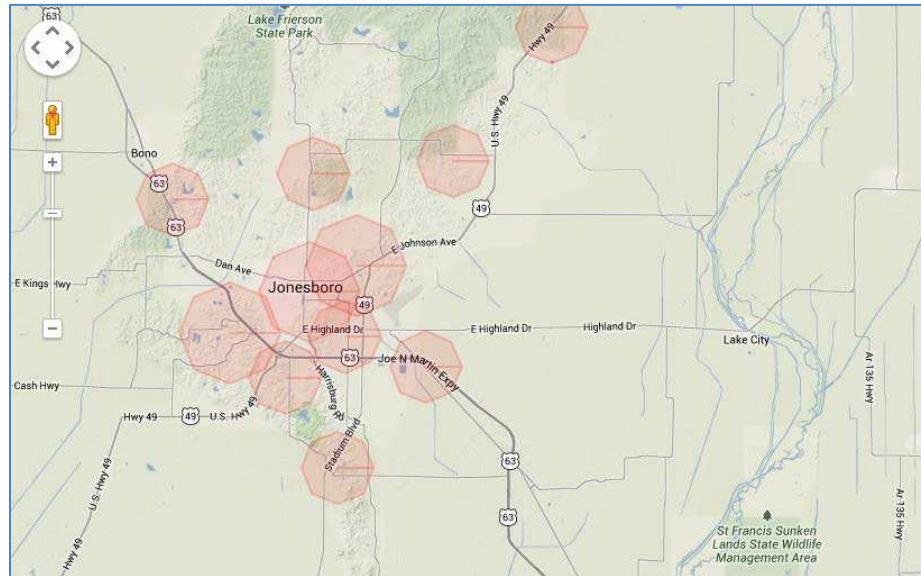 63
Lake Frierson
State Park
Hwy 49
U.S. Hwy 49
Bono
63
49
63
E Johnson Ave
Dan Ave
E Kings Hwy
Jonesboro
49
E Highland Dr
E Highland Dr
Highland Dr
Lake City
63
Joe N Martin Expy
Ar 135 Hwy
Cash Hwy
Harrisburg Rd
Hwy 49
49
U.S. Hwy 49
Stadium Blvd
63
U.S. Hwy 49
Ar 135 Hwy
63
Hwy 49
St Francis Sunken
Lands State Wildlife
Management Area